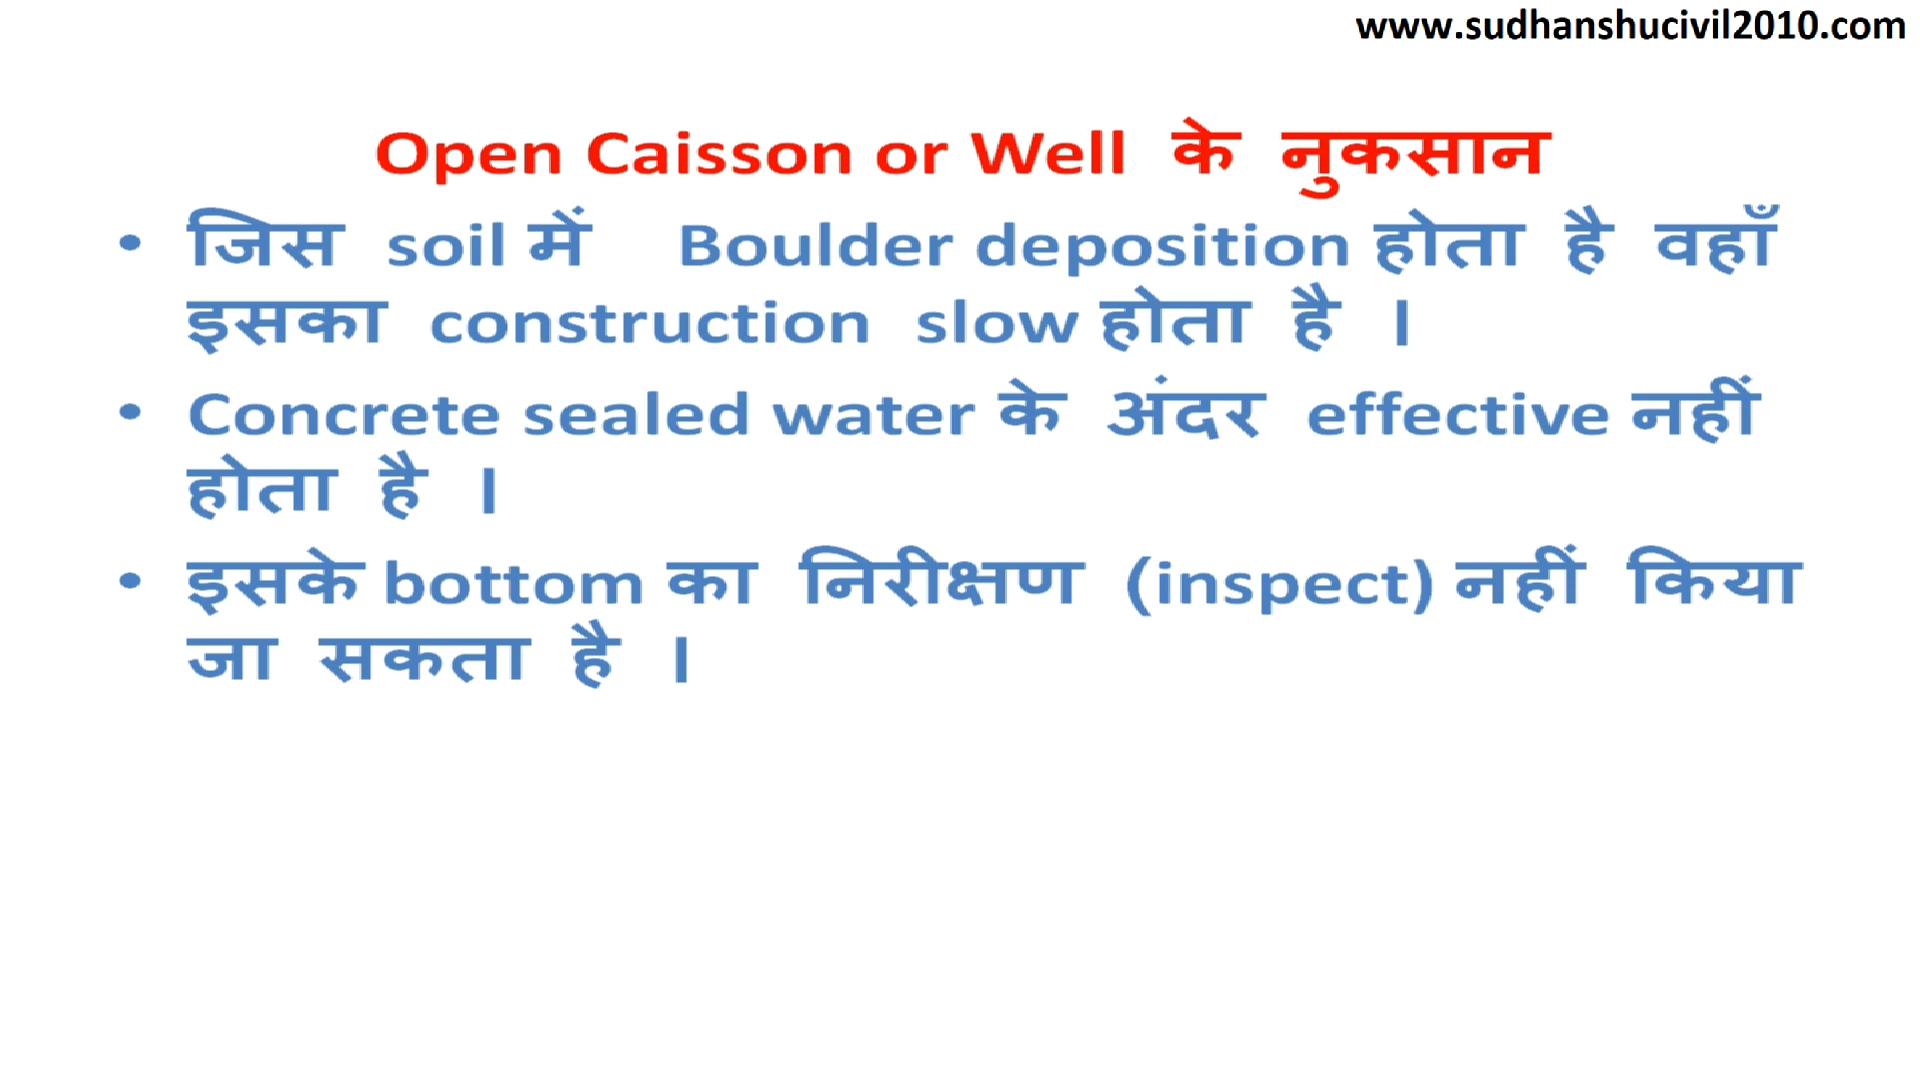 www.sudhanshucivil2010.com
Open Caisson or Well के नुकसान
• जिस soil में Boulder deposition होता है वहाँ
इसका construction slow होता है ।
• Concrete sealed water के अंदर effective नहीं
होता है ।
• इसके bottom का निरीक्षण (inspect) नहीं किया
जा सकता है ।